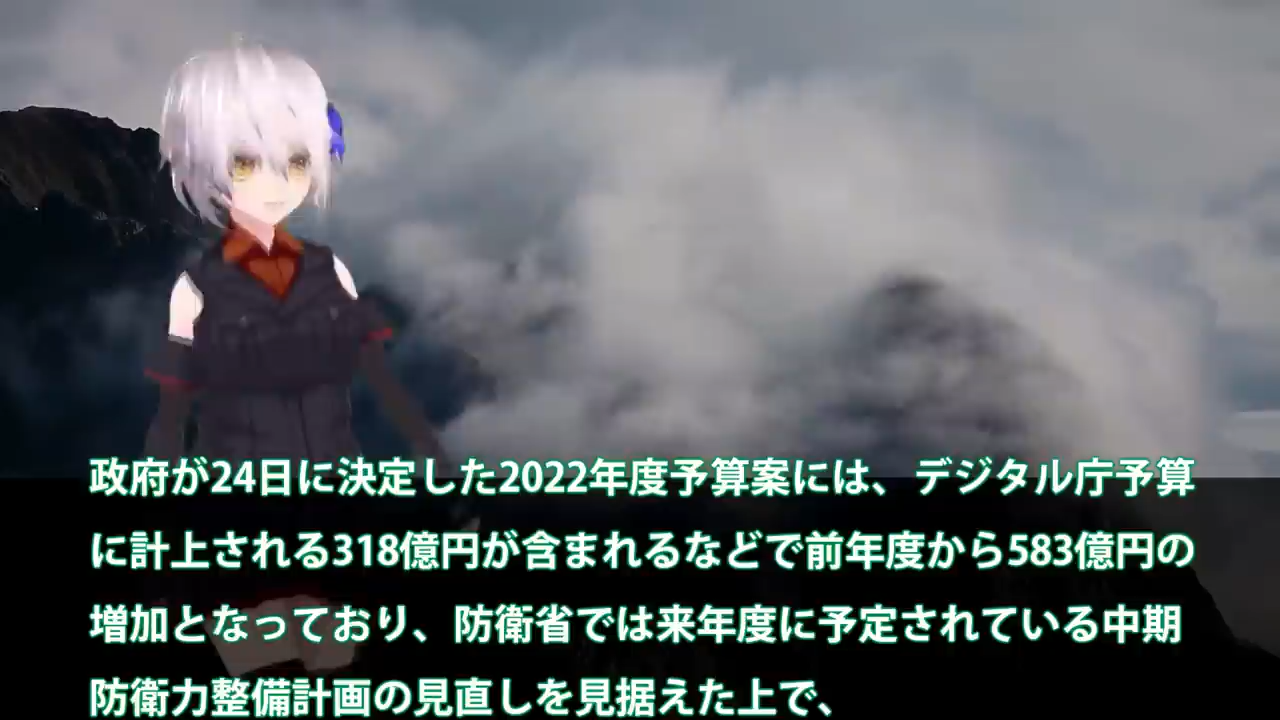 政府が24日に決定した2022年度予算案には、デジタル庁予算
に計上される318億円が含まれるなどで前年度から583億円の
増加となっており、防衛省では来年度に予定されている中期
防衛力整備計画の見直しを見据えた上で、